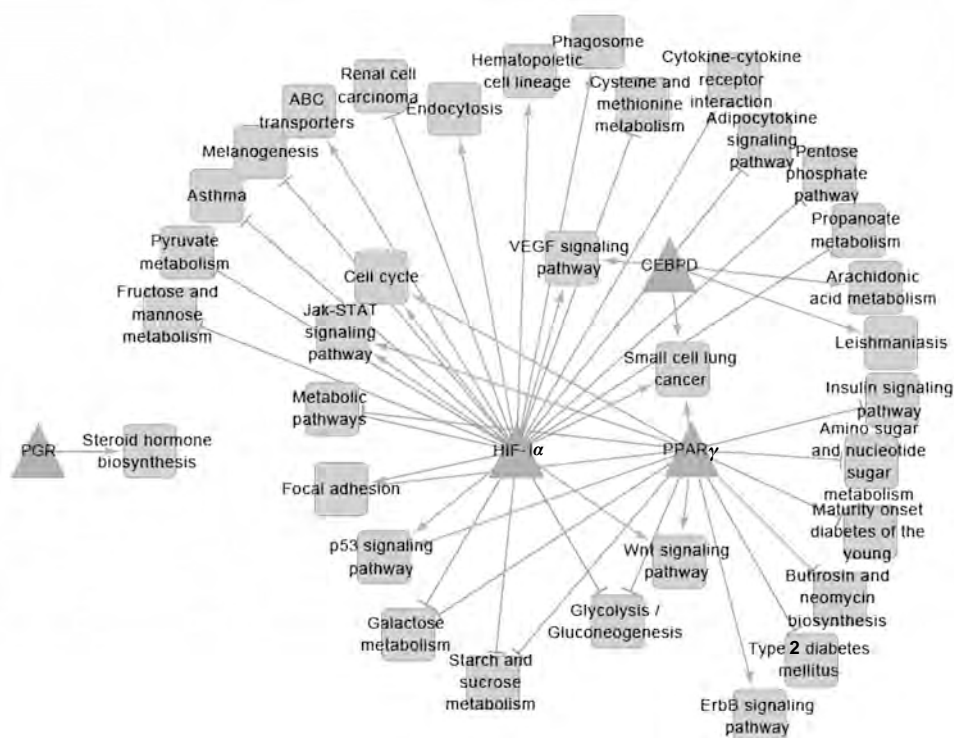 Phagosome
Hematopoietic
cell lineage
Cytokine-cytokine
receptor
interaction
Renal cell
carcinoma
Endocytosis
Cysteine and
methionine
metabolism
ABC
transporters
Adipocytokine
signaling
pathway
Melanogenesis
Pentose
phosphate
pathway
Asthma
Propanoate
metabolism
Pyruvate
metabolism
VEGF signaling
pathway
CEBPD
Cell cycle
Arachidonic
acid metabolism
Fructose and
mannose
metabolism
Jak-STAT
signaling
pathway
Leishmaniasis
Small cell lung
cancer
Insulin signaling
pathway
Metabolic
pathways
Amino sugar
and nucleotide
sugar
metabolism
PGR
Steroid hormone
biosynthesis
HIF-1α
PPARγ
Focal adhesion
Maturity onset
diabetes of the
young
p53 signaling
pathway
Wnt signaling
pathway
Butirosin and
neomycin
biosynthesis
Glycolysis /
Gluconeogenesis
Galactose
metabolism
Type 2 diabetes
mellitus
Starch and
sucrose
metabolism
ErbB signaling
pathway